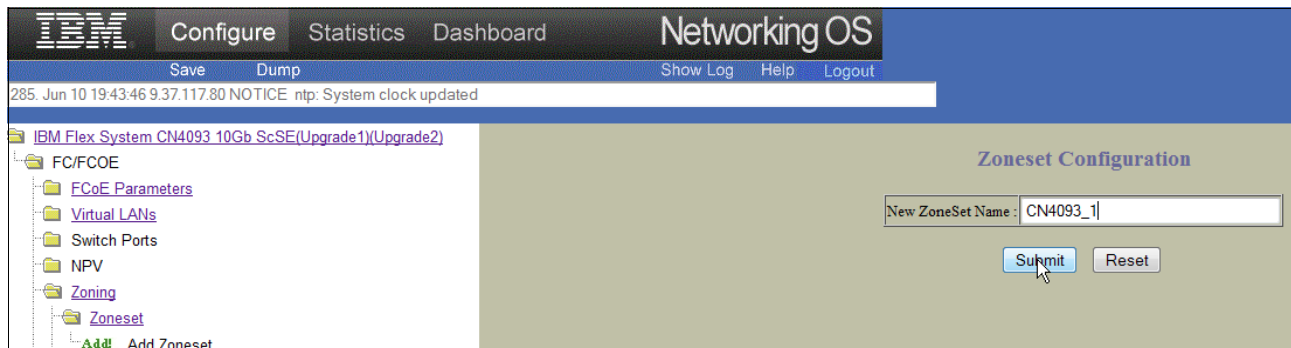 IBM. Configure Statistics Dashboard Networking OS
Save Dump Show Log Help Logout
285. Jun 10 19:43:46 9.37.117.80 NOTICE ntp: System clock updated
IBM Flex System CN4093 10Gb ScSE(Upgrade1)(Upgrade2)
FC/FCOE
FCoE Parameters
Virtual LANs
Switch Ports
NPV
Zoning
Zoneset
Add! Add Zoneset
Zoneset Configuration
New ZoneSet Name : CN4093_1
Submit Reset